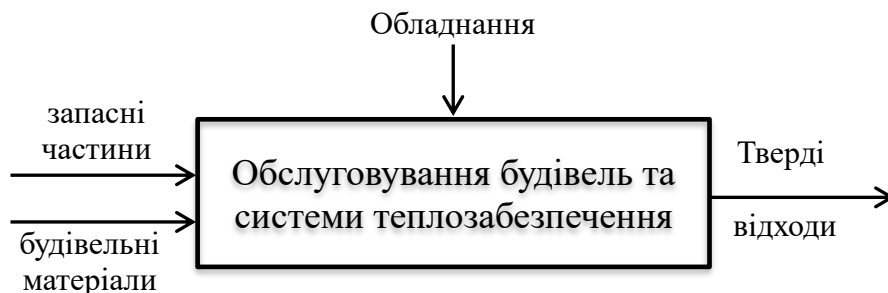 Обладнання
запасні
частини
Обслуговування будівель та
системи теплозабезпечення
Тверді
відходи
будівельні
матеріали